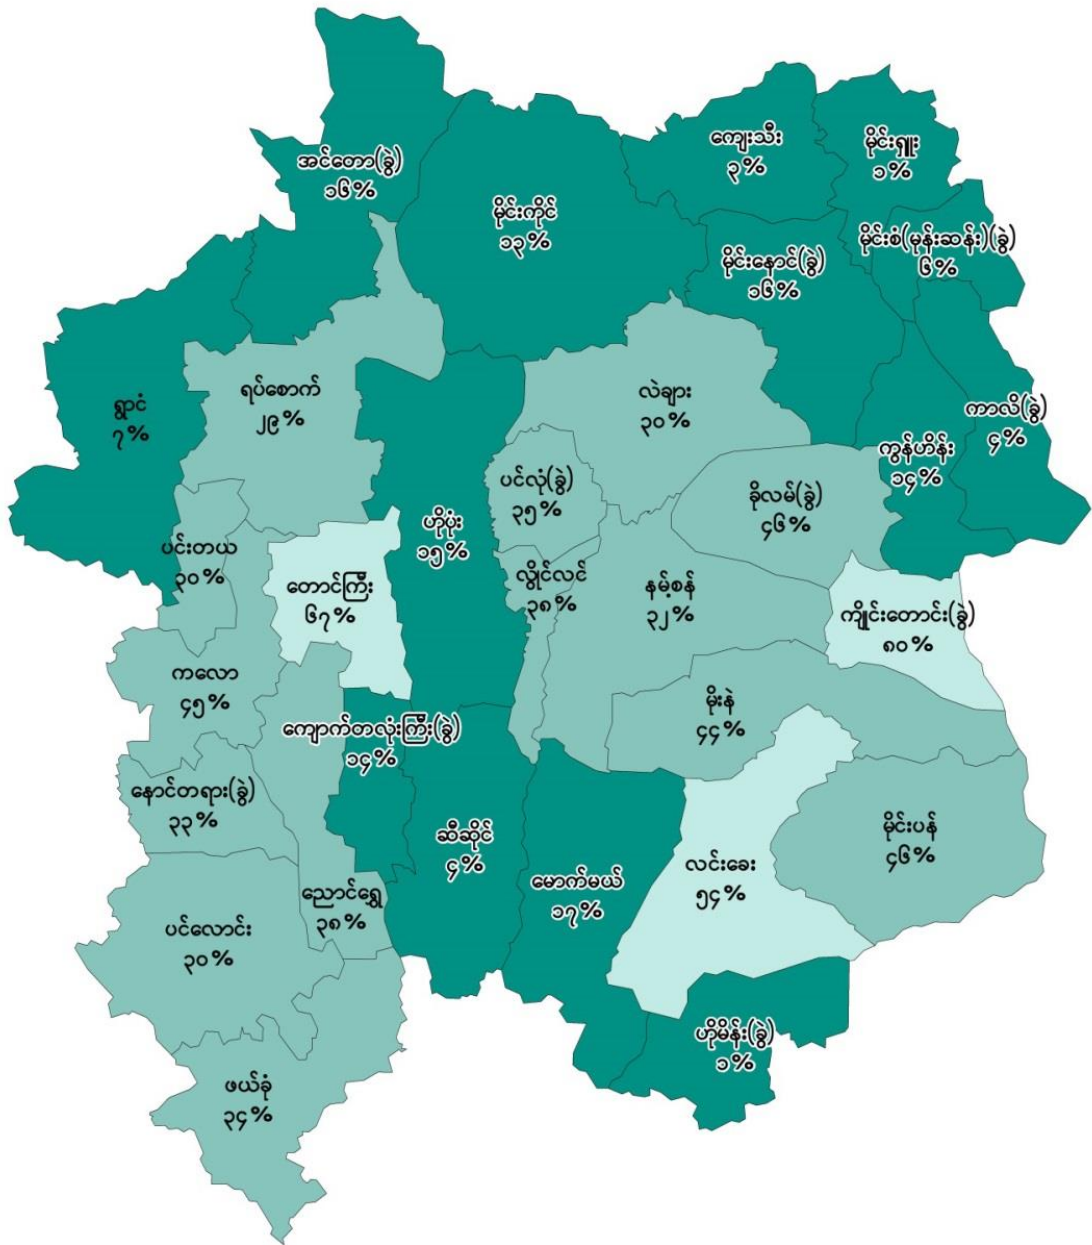 ကျေးသီး
၃%
မိုင်းရှူး
၁%
အင်တော(ခွဲ)
၁၆%
မိုင်းကိုင်
၁၃%
မိုင်းနောင်(ခွဲ)
၁၆%
မိုင်းစံ(မုန်းဆန်း)(ခွဲ)
၆%
ရွာငံ
၇%
ရပ်စောက်
၂၉%
လဲချား
၃၀%
ကာလိ(ခွဲ)
၄%
ကွန်ဟိန်း
၁၄%
ပင်လုံ(ခွဲ)
၃၅%
ခိုလမ်(ခွဲ)
၄၆%
ဟိုပုံး
၁၅%
ပင်းတယ
၃၀%
တောင်ကြီး
၆၇%
လွိုင်လင်
၃၈%
နမ့်စန်
၃၂%
ကျိုင်းတောင်း(ခွဲ)
၈၀%
ကလော
၄၅%
မိုးနဲ
၄၄%
ကျောက်တလုံးကြီး(ခွဲ)
၁၄%
နောင်တရား(ခွဲ)
၃၃%
ဆီဆိုင်
၄%
မိုင်းပန်
၄၆%
လင်းခေး
၅၄%
မောက်မယ်
၁၇%
ညောင်ရွှေ
၃၈%
ပင်လောင်း
၃၀%
ဟိုမိန်း(ခွဲ)
၁%
ဖယ်ခုံ
၃၄%